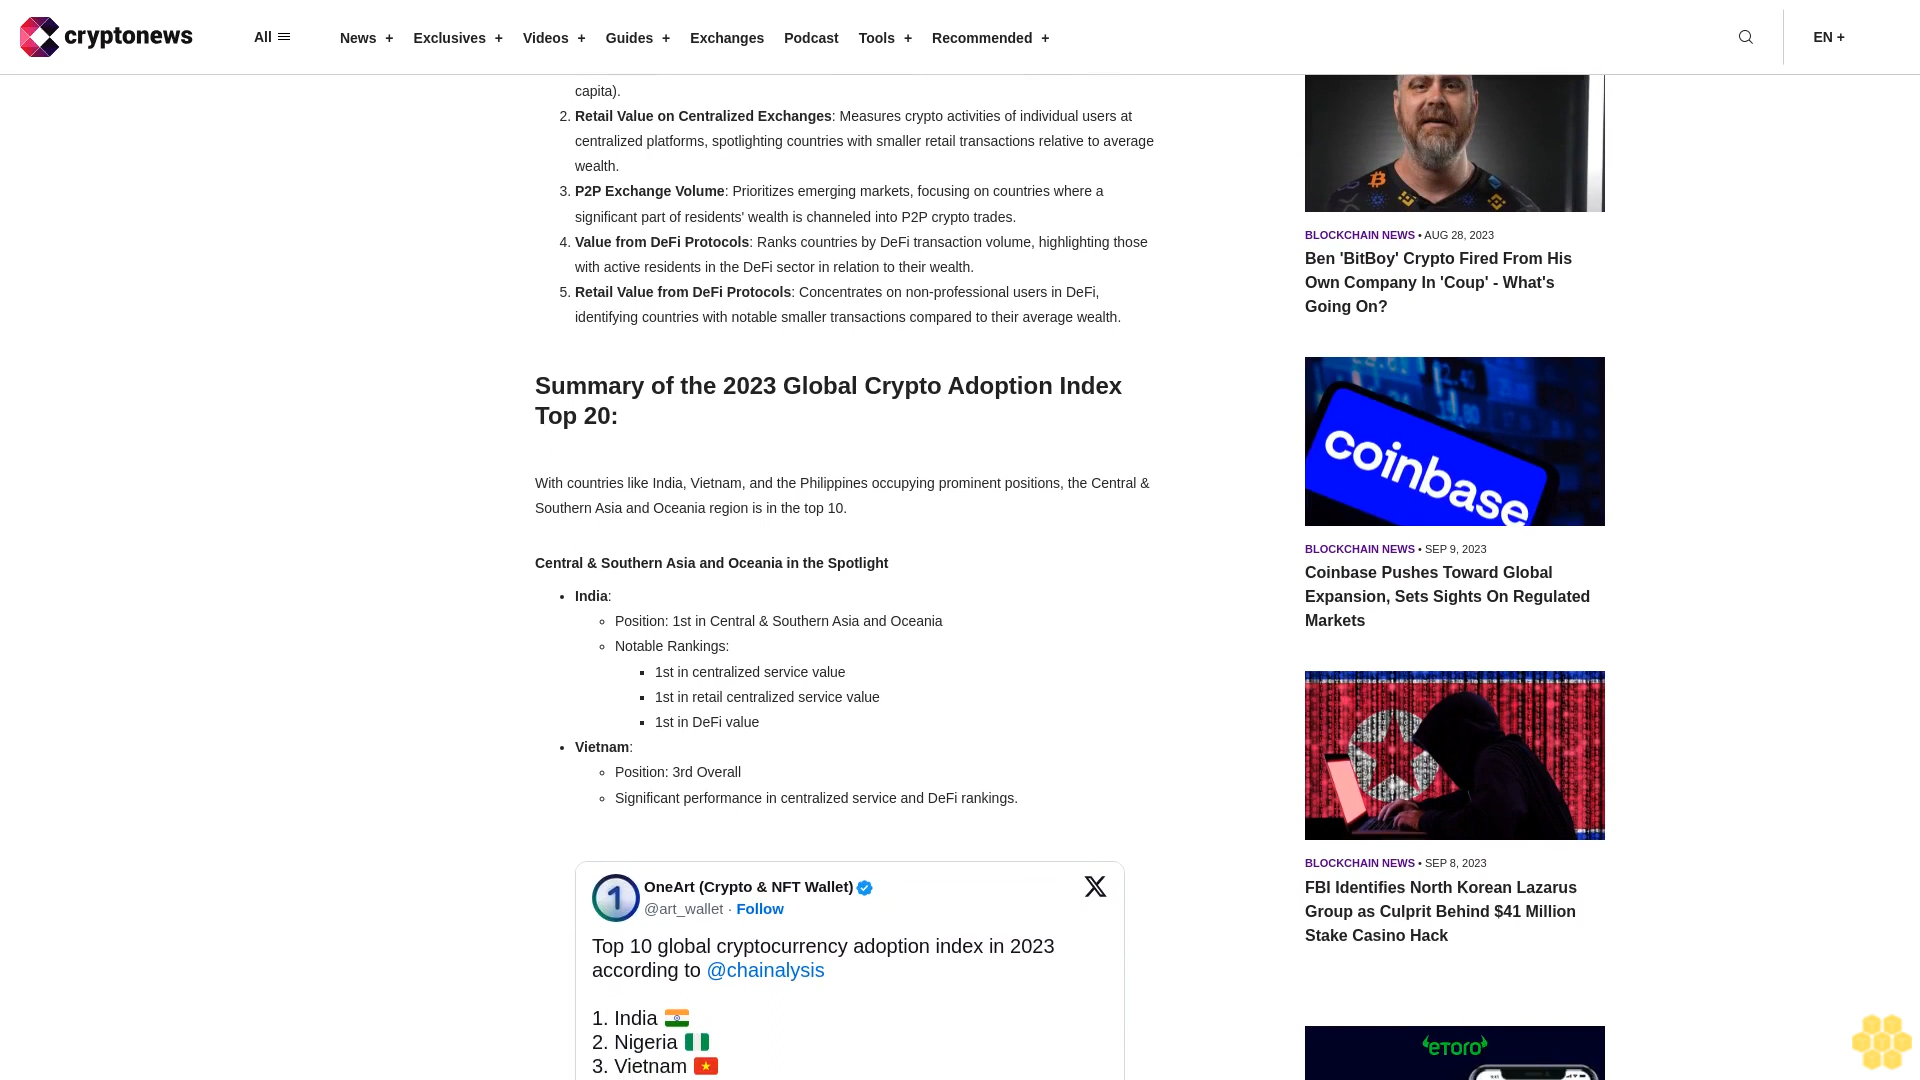 cryptonews
All
News +
Exclusives +
Videos +
Guides +
Exchanges
Podcast
Tools +
Recommended +
EN +
capita).
2. Retail Value on Centralized Exchanges: Measures crypto activities of individual users at
centralized platforms, spotlighting countries with smaller retail transactions relative to average
wealth.
3. P2P Exchange Volume: Prioritizes emerging markets, focusing on countries where a
significant part of residents' wealth is channeled into P2P crypto trades.
4. Value from DeFi Protocols: Ranks countries by DeFi transaction volume, highlighting those
with active residents in the DeFi sector in relation to their wealth.
5. Retail Value from DeFi Protocols: Concentrates on non-professional users in DeFi,
identifying countries with notable smaller transactions compared to their average wealth.
Summary of the 2023 Global Crypto Adoption Index
Top 20:
With countries like India, Vietnam, and the Philippines occupying prominent positions, the Central &
Southern Asia and Oceania region is in the top 10.
Central & Southern Asia and Oceania in the Spotlight
• India:
◦ Position: 1st in Central & Southern Asia and Oceania
◦ Notable Rankings:
▪ 1st in centralized service value
▪ 1st in retail centralized service value
▪ 1st in DeFi value
• Vietnam:
◦ Position: 3rd Overall
◦ Significant performance in centralized service and DeFi rankings.
OneArt (Crypto & NFT Wallet)
@art_wallet · Follow
Top 10 global cryptocurrency adoption index in 2023
according to @chainalysis
1. India 🇮🇳
2. Nigeria 🇳🇬
3. Vietnam 🇻🇳
BLOCKCHAIN NEWS • AUG 28, 2023
Ben 'BitBoy' Crypto Fired From His
Own Company In 'Coup' - What's
Going On?
coinbase
BLOCKCHAIN NEWS • SEP 9, 2023
Coinbase Pushes Toward Global
Expansion, Sets Sights On Regulated
Markets
BLOCKCHAIN NEWS • SEP 8, 2023
FBI Identifies North Korean Lazarus
Group as Culprit Behind $41 Million
Stake Casino Hack
eToro